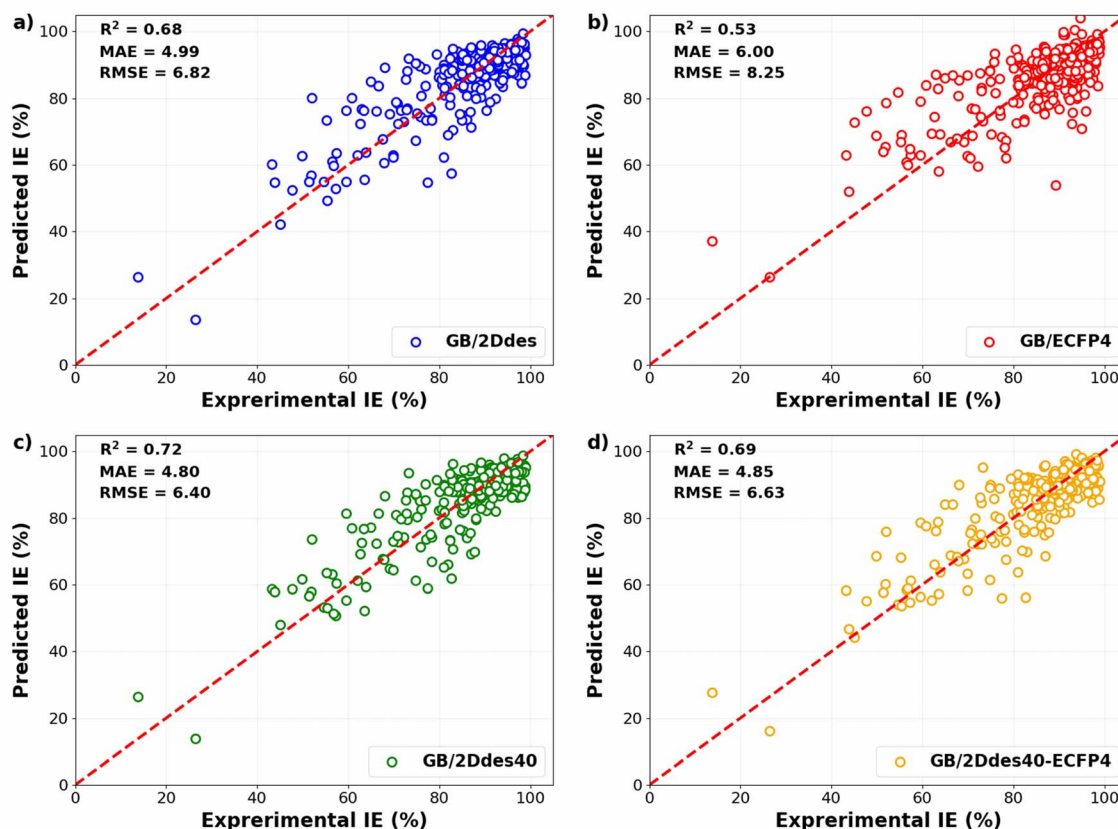 a)
R² = 0.68
MAE = 4.99
RMSE = 6.82
100
80
60
40
20
0
Predicted IE (%)
GB/2Ddes
0 20 40 60 80 100
Exprerimental IE (%)
b)
R² = 0.53
MAE = 6.00
RMSE = 8.25
100
80
60
40
20
0
Predicted IE (%)
GB/ECFP4
0 20 40 60 80 100
Experimental IE (%)
c)
R² = 0.72
MAE = 4.80
RMSE = 6.40
100
80
60
40
20
0
Predicted IE (%)
GB/2Ddes40
0 20 40 60 80 100
Experimental IE (%)
d)
R² = 0.69
MAE = 4.85
RMSE = 6.63
100
80
60
40
20
0
Predicted IE (%)
GB/2Ddes40-ECFP4
0 20 40 60 80 100
Experimental IE (%)